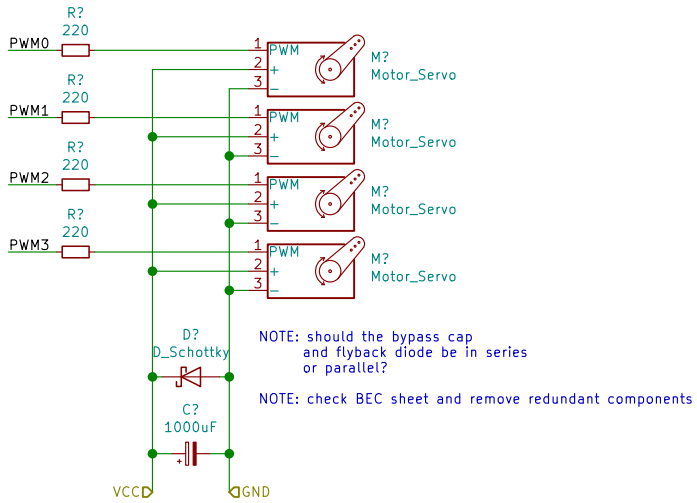 R?
220
PWM0
1
PWM
2
+
3
−
M?
Motor_Servo
R?
220
PWM1
1
PWM
2
+
3
−
M?
Motor_Servo
R?
220
PWM2
1
PWM
2
+
3
−
M?
Motor_Servo
R?
220
PWM3
1
PWM
2
+
3
−
M?
Motor_Servo
D?
D_Schottky
NOTE: should the bypass cap
and flyback diode be in series
or parallel?
NOTE: check BEC sheet and remove redundant components
C?
1000uF
+
VCC
GND